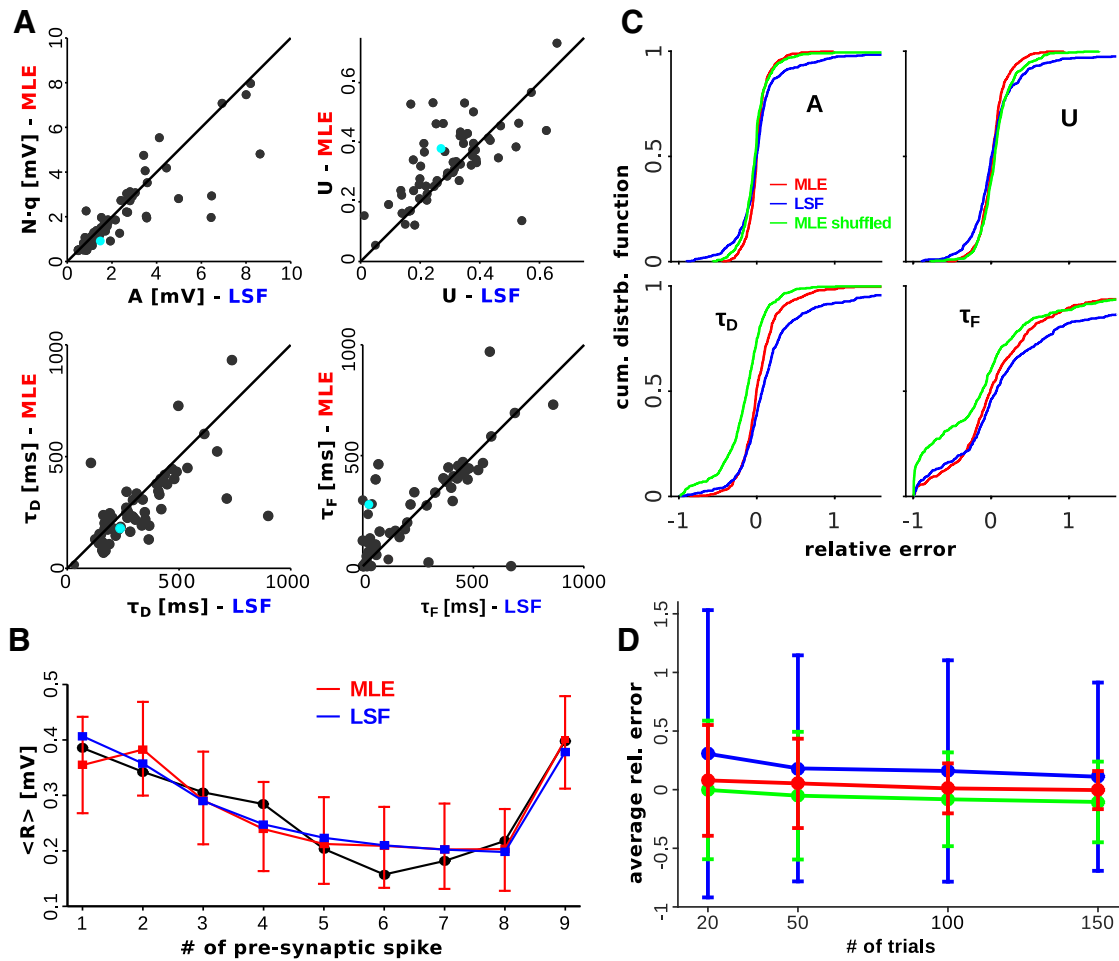 A
N·q [mV] - MLE
0 2 4 6 8 10
0 2 4 6 8 10
A [mV] - LSF
U - MLE
0 0.2 0.4 0.6
0 0.2 0.4 0.6
U - LSF
τD [ms] - MLE
0 500 1000
0 500 1000
τD [ms] - LSF
τF [ms] - MLE
0 500 1000
0 500 1000
τF [ms] - LSF
C
cum. distrb. function
0 0.5 1
A
MLE
LSF
MLE shuffled
U
0 0.5 1
τD
τF
-1 0 1
-1 0 1
relative error
B
<R> [mV]
0.1 0.2 0.3 0.4 0.5
MLE
LSF
1 2 3 4 5 6 7 8 9
# of pre-synaptic spike
D
average rel. error
-1 -0.5 0 0.5 1 1.5
20 50 100 150
# of trials